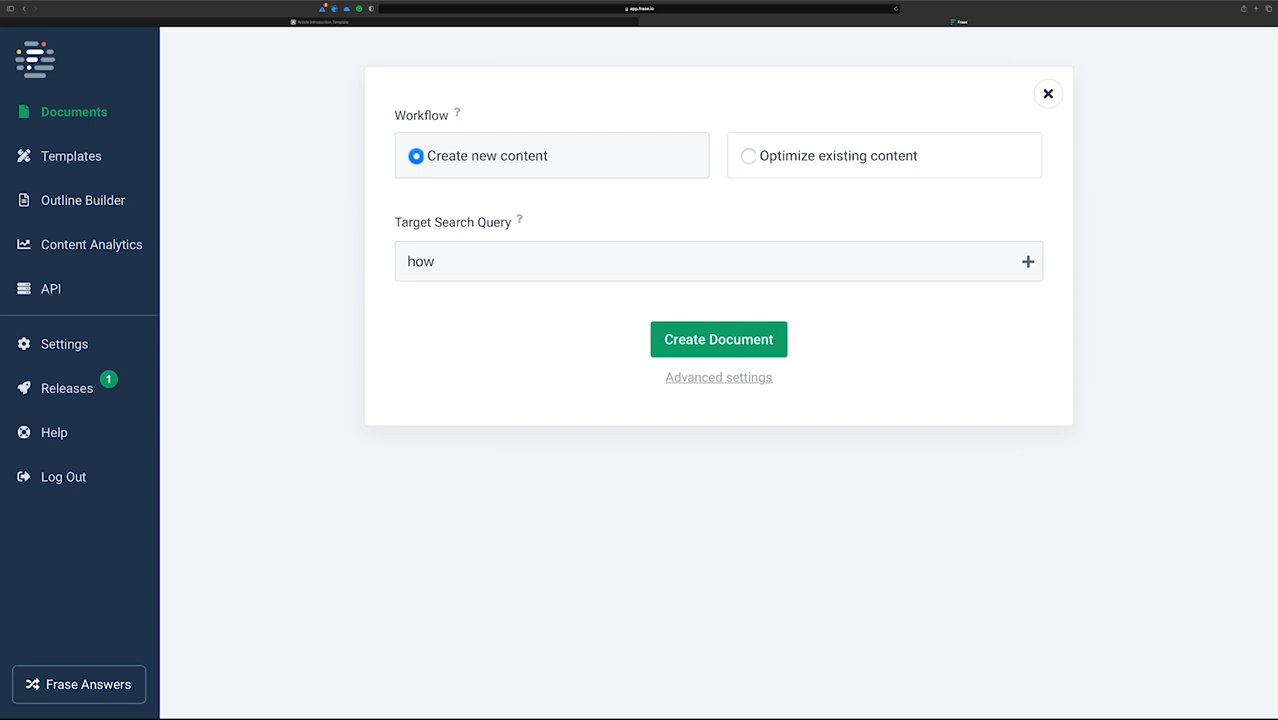 app.frase.io
Article Introduction Template
Frase
Documents
Templates
Outline Builder
Content Analytics
API
Settings
Releases 1
Help
Log Out
Frase Answers
Workflow ?
Create new content
Optimize existing content
Target Search Query ?
how
Create Document
Advanced settings